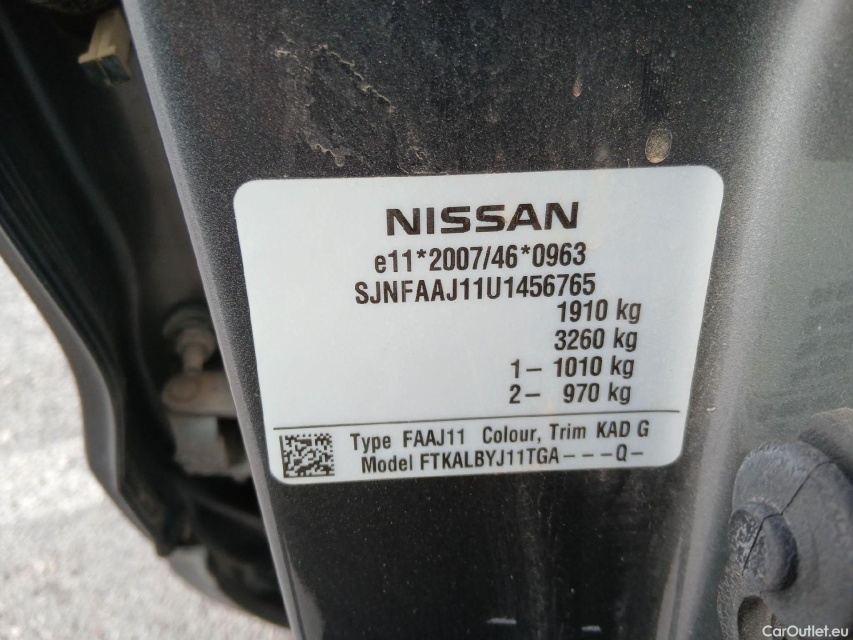 NISSAN
e11*2007/46*0963
SJNFAAJ11U1456765
1910 kg
3260 kg
1- 1010 kg
2- 970 kg
Type FAAJ11 Colour, Trim KAD G
Model FTKALBYJ11TGA---Q-
CarOutlet.eu